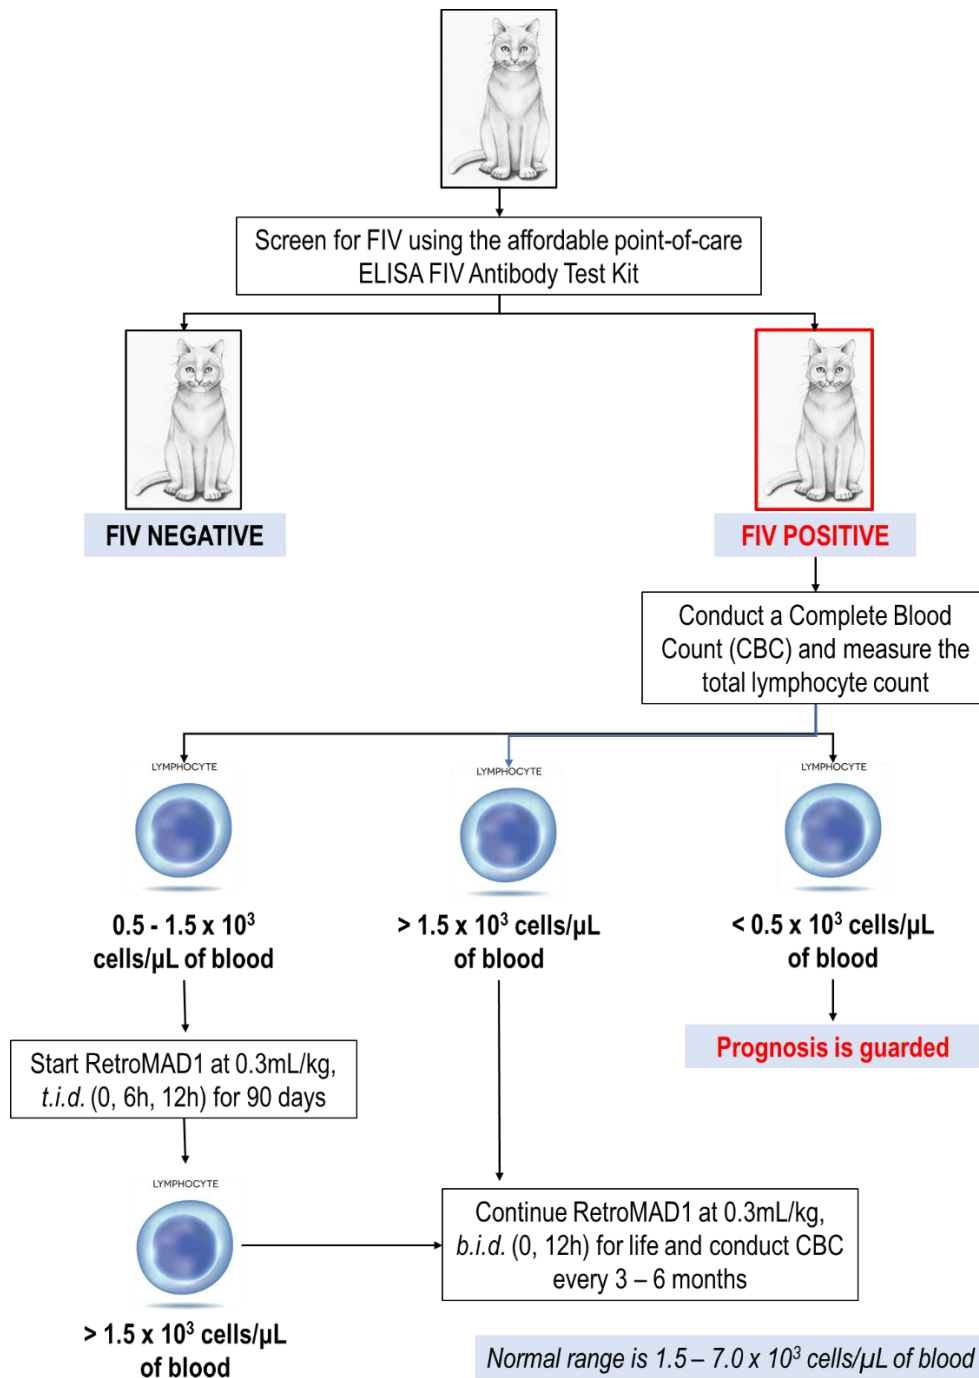 Screen for FIV using the affordable point-of-care
ELISA FIV Antibody Test Kit
FIV NEGATIVE
FIV POSITIVE
Conduct a Complete Blood
Count (CBC) and measure the
total lymphocyte count
LYMPHOCYTE
LYMPHOCYTE
LYMPHOCYTE
0.5 - 1.5 x 10³
cells/µL of blood
> 1.5 x 10³ cells/µL
of blood
< 0.5 x 10³ cells/µL
of blood
Start RetroMAD1 at 0.3mL/kg,
t.i.d. (0, 6h, 12h) for 90 days
Prognosis is guarded
LYMPHOCYTE
> 1.5 x 10³ cells/µL
of blood
Continue RetroMAD1 at 0.3mL/kg,
b.i.d. (0, 12h) for life and conduct CBC
every 3 – 6 months
Normal range is 1.5 – 7.0 x 10³ cells/µL of blood